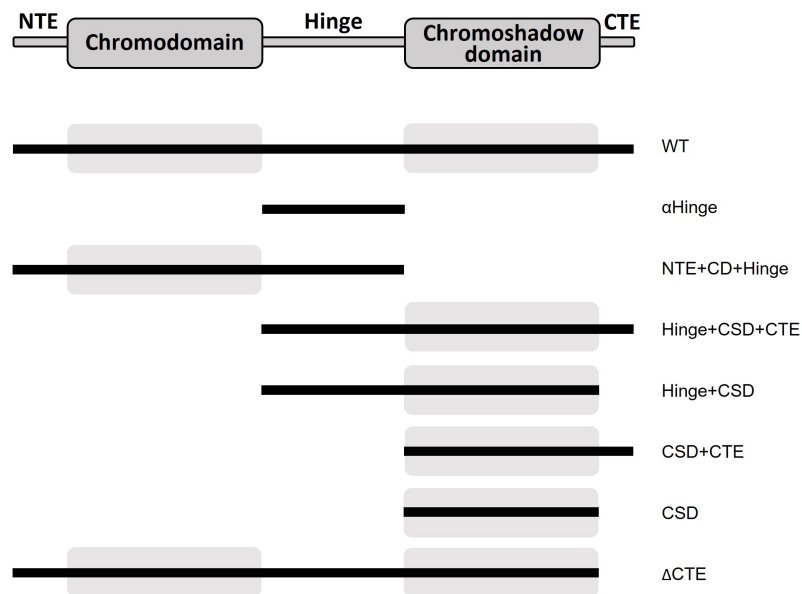 NTE
Chromodomain
Hinge
Chromoshadow
domain
CTE
WT
αHinge
NTE+CD+Hinge
Hinge+CSD+CTE
Hinge+CSD
CSD+CTE
CSD
ΔCTE